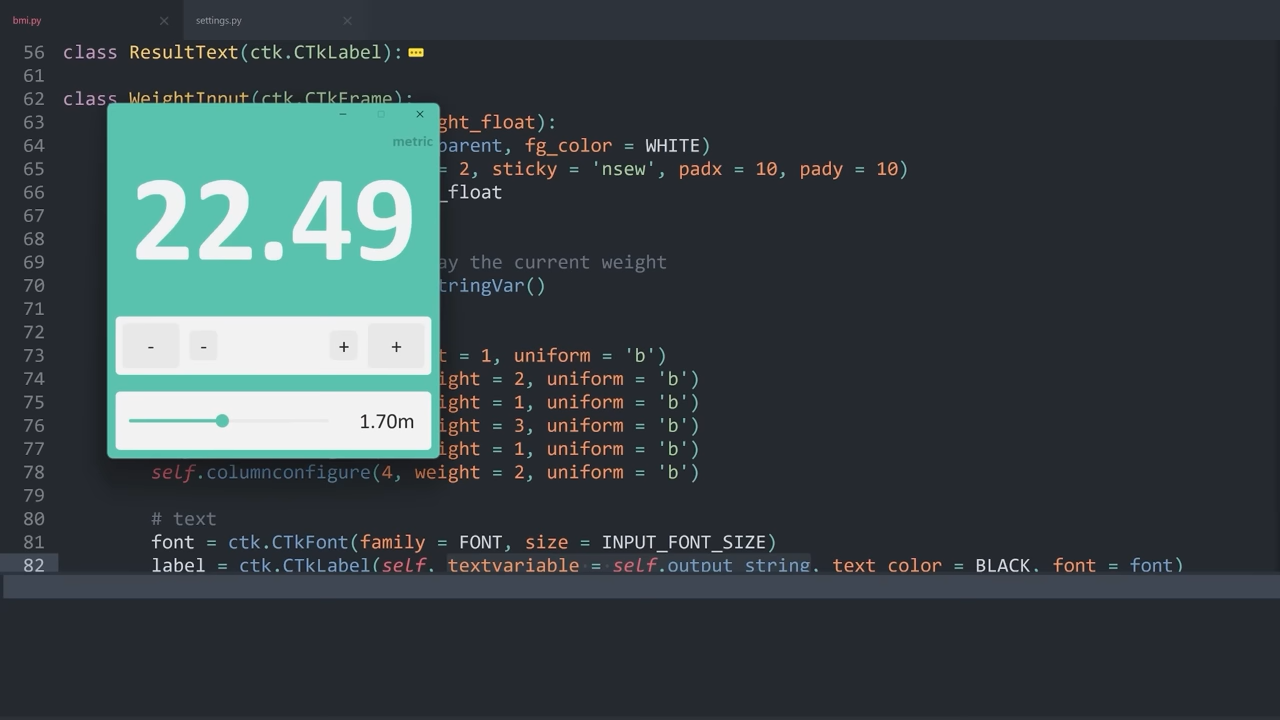 bmi.py settings.py
56 class ResultText(ctk.CTkLabel):
61
62 class WeightInput(ctk.CTkFrame):
63 ght_float):
64 parent, fg_color = WHITE)
65 = 2, sticky = 'nsew', padx = 10, pady = 10)
66 _float
67
68
69 ay the current weight
70 tringVar()
71
72
73 t = 1, uniform = 'b')
74 ight = 2, uniform = 'b')
75 ight = 1, uniform = 'b')
76 ight = 3, uniform = 'b')
77 ight = 1, uniform = 'b')
78 self.columnconfigure(4, weight = 2, uniform = 'b')
79
80 # text
81 font = ctk.CTkFont(family = FONT, size = INPUT_FONT_SIZE)
82 label = ctk.CTkLabel(self, textvariable = self.output_string, text_color = BLACK, font = font)
metric
22.49
- - + +
1.70m